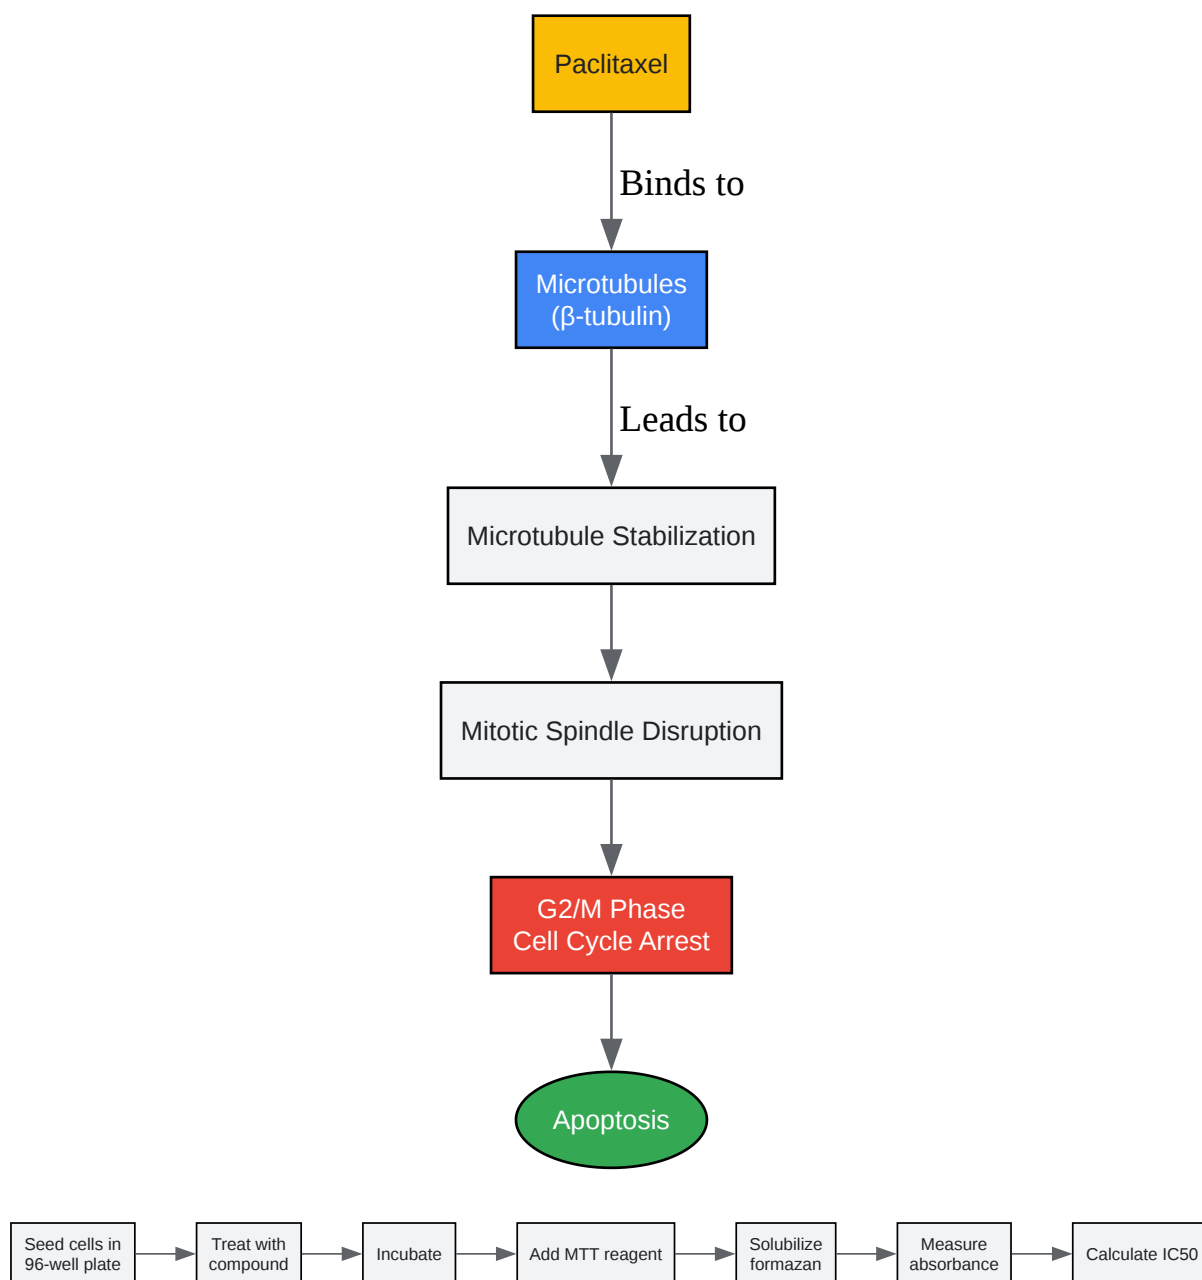 Paclitaxel
Binds to
Microtubules
(β-tubulin)
Leads to
Microtubule Stabilization
Mitotic Spindle Disruption
G2/M Phase
Cell Cycle Arrest
Apoptosis
Seed cells in
96-well plate
Treat with
compound
Incubate
Add MTT reagent
Solubilize
formazan
Measure
absorbance
Calculate IC50